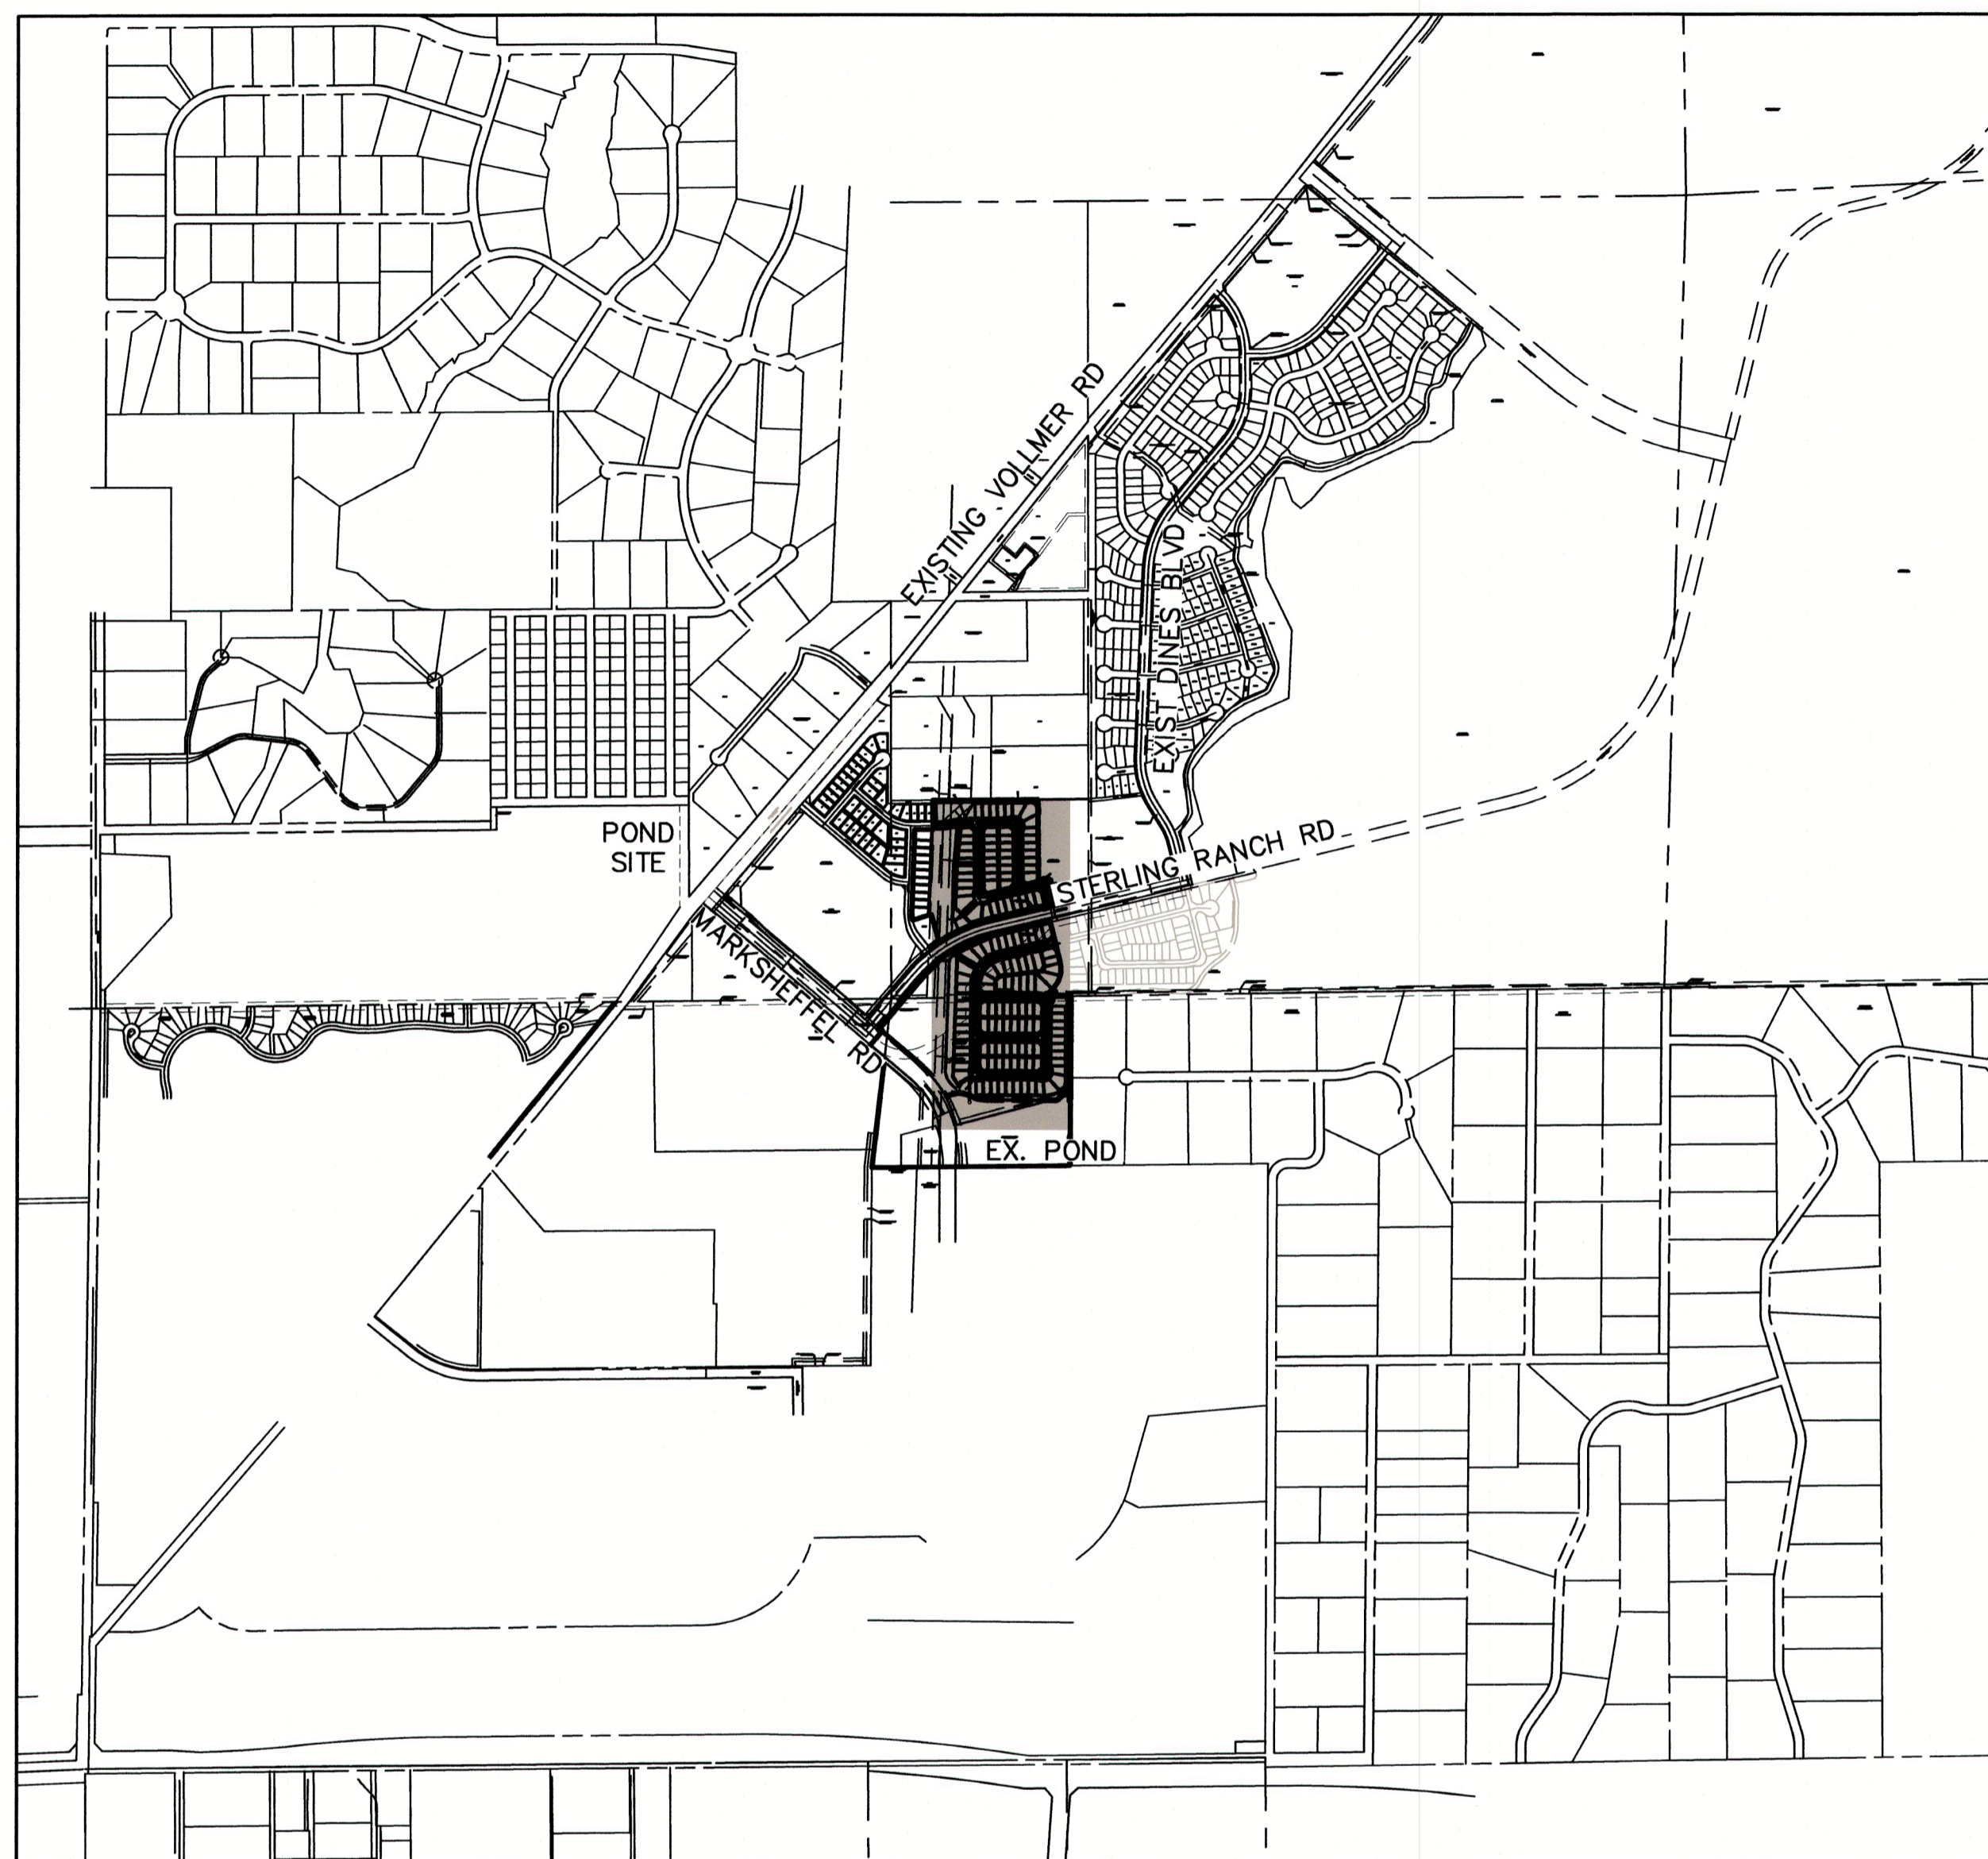 EXISTING VOLLMER RD
EXIST DINES BLVD
POND
SITE
STERLING RANCH RD
MARKSHEFFEL RD
EX. POND